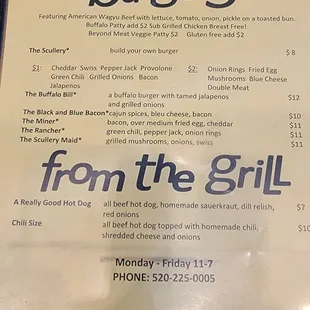 Featuring American Wagyu Beef with lettuce, tomato, onion, pickle on a toasted bun.
Buffalo Patty add $2 Sub Grilled Chicken Breast Free!
Beyond Meat Veggie Patty $2 Gluten free add $2
The Scullery* build your own burger $ 8
$1: Cheddar Swiss Pepper Jack Provolone $2: Onion Rings Fried Egg
Green Chili Grilled Onions Bacon Mushrooms Blue Cheese
Jalapenos Double Meat
The Buffalo Bill* a buffalo burger with tamed jalapenos $12
and grilled onions
The Black and Blue Bacon* cajun spices, bleu cheese, bacon $10
The Miner* bacon, over medium fried egg, cheddar $11
The Rancher* green chili, pepper jack, onion rings $11
The Scullery Maid* grilled mushrooms, onions, swiss $11
from the grill
A Really Good Hot Dog all beef hot dog, homemade sauerkraut, dill relish, $7
red onions
Chili Size all beef hot dog topped with homemade chili, $10
shredded cheese and onions
Monday - Friday 11-7
PHONE: 520-225-0005